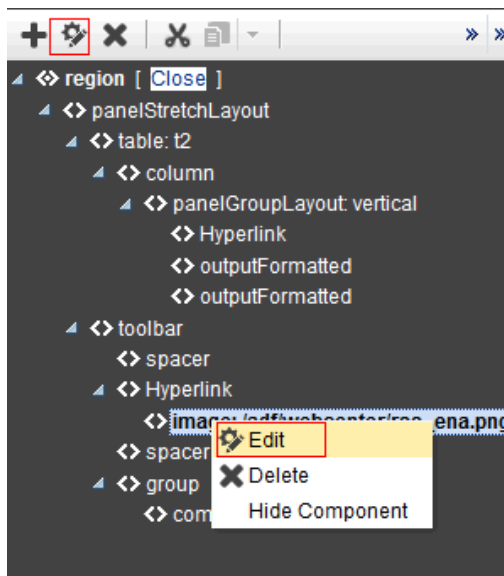 region [ Close ]
panelStretchLayout
table: t2
column
panelGroupLayout: vertical
Hyperlink
outputFormatted
outputFormatted
toolbar
spacer
Hyperlink
ena.png
Edit
spacer
Delete
group
Hide Component